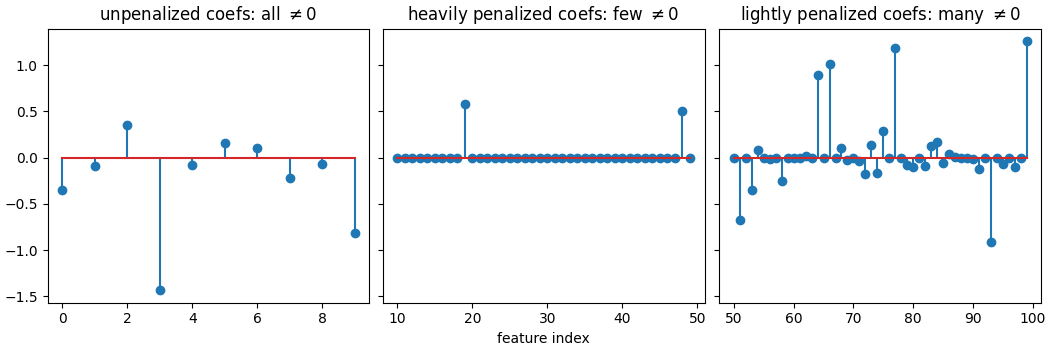 unpenalized coefs: all ≠0
heavily penalized coefs: few ≠0
lightly penalized coefs: many ≠0
1.0
0.5
0.0
−0.5
−1.0
−1.5
0 2 4 6 8
10 20 30 40 50
50 60 70 80 90 100
feature index